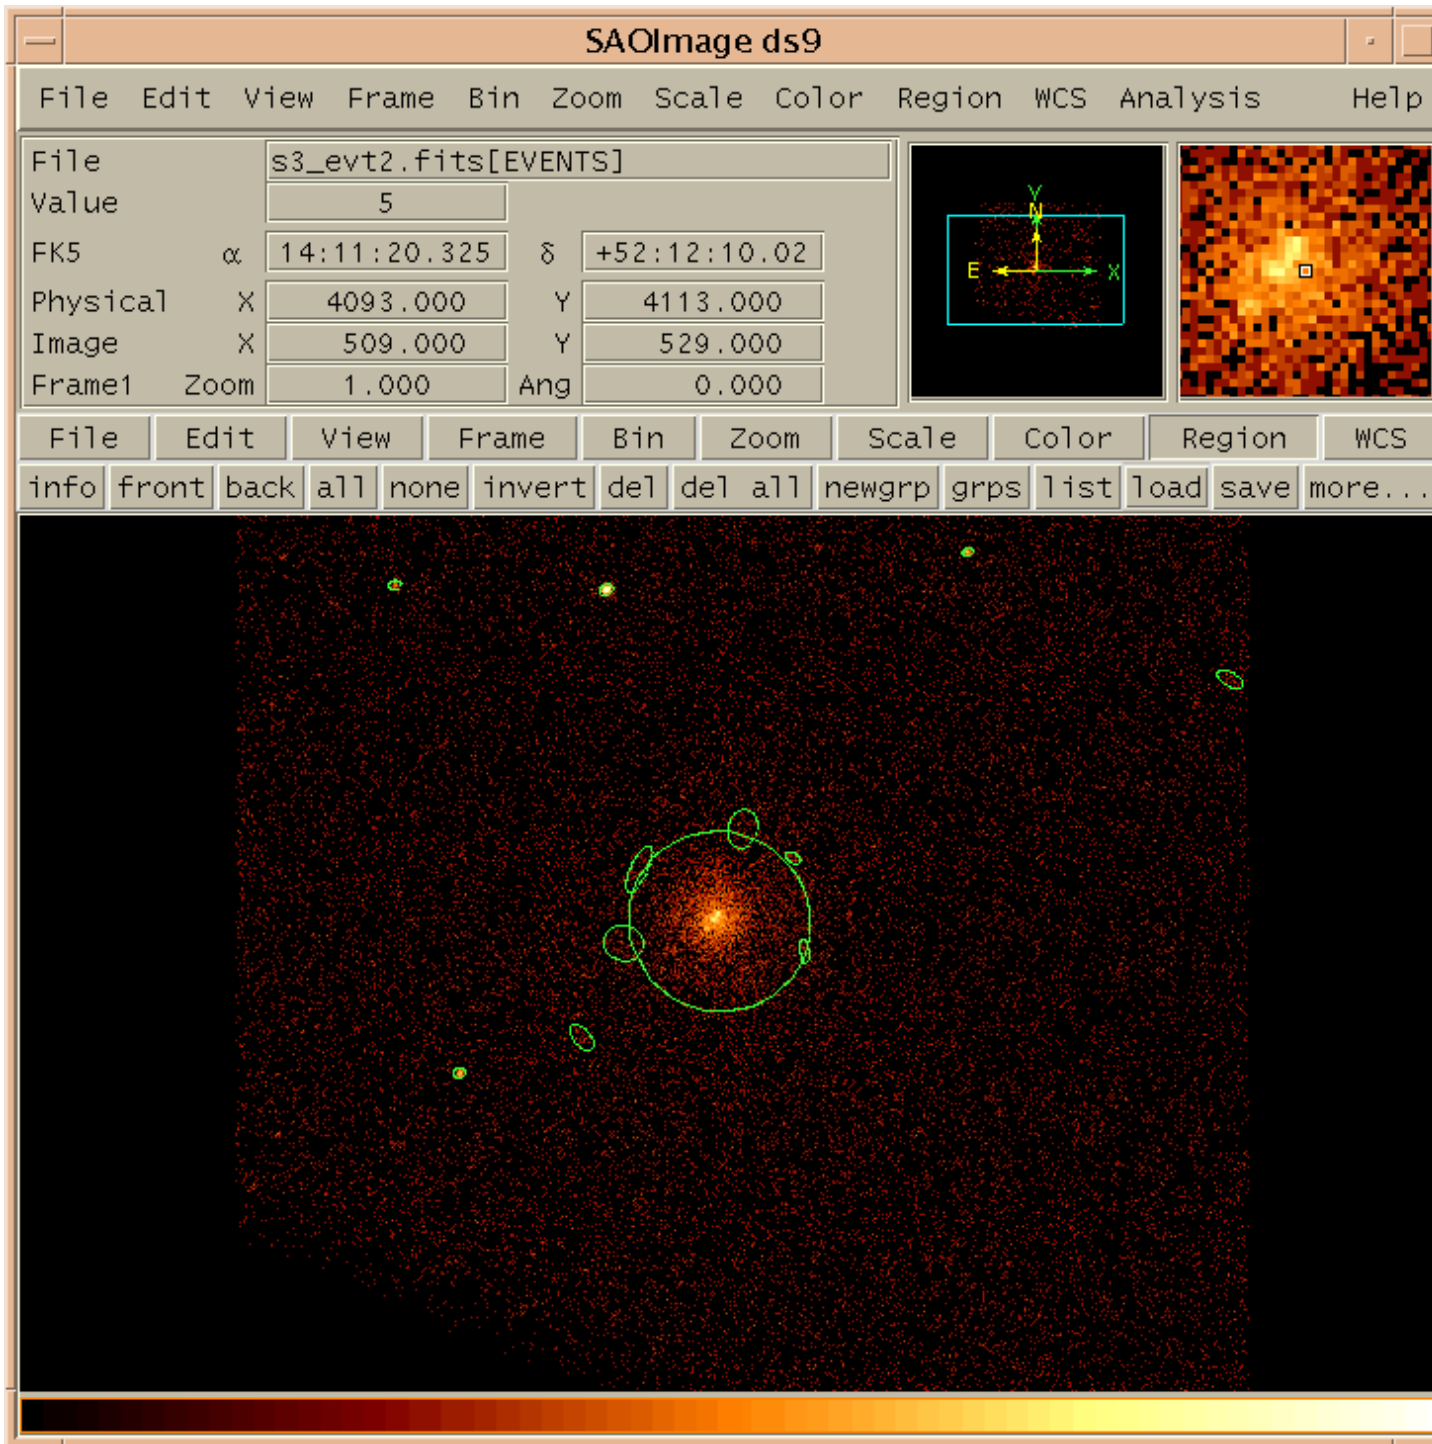 SAOImage ds9
File Edit View Frame Bin Zoom Scale Color Region WCS Analysis Help
File s3_evt2.fits[EVENTS]
Value 5
FK5 α 14:11:20.325 δ +52:12:10.02
Physical X 4093.000 Y 4113.000
Image X 509.000 Y 529.000
Frame1 Zoom 1.000 Ang 0.000
Y
N
E X
File Edit View Frame Bin Zoom Scale Color Region WCS
info front back all none invert del del all newgrp grps list load save more...